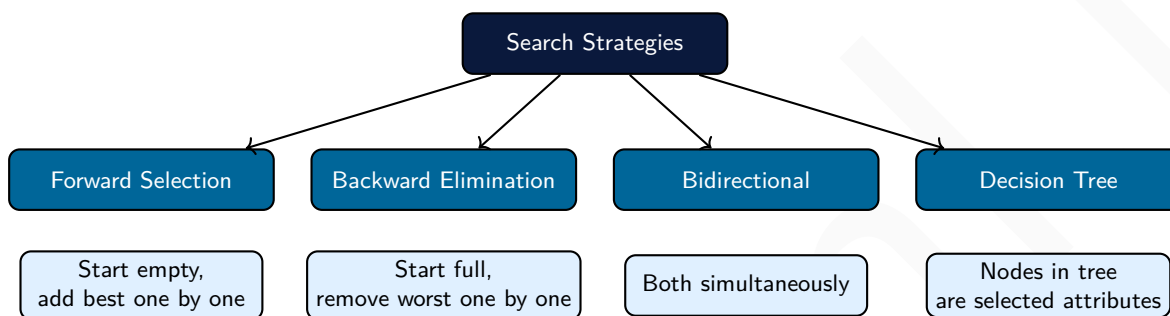 Search Strategies
Forward Selection
Backward Elimination
Bidirectional
Decision Tree
Start empty,
add best one by one
Start full,
remove worst one by one
Both simultaneously
Nodes in tree
are selected attributes